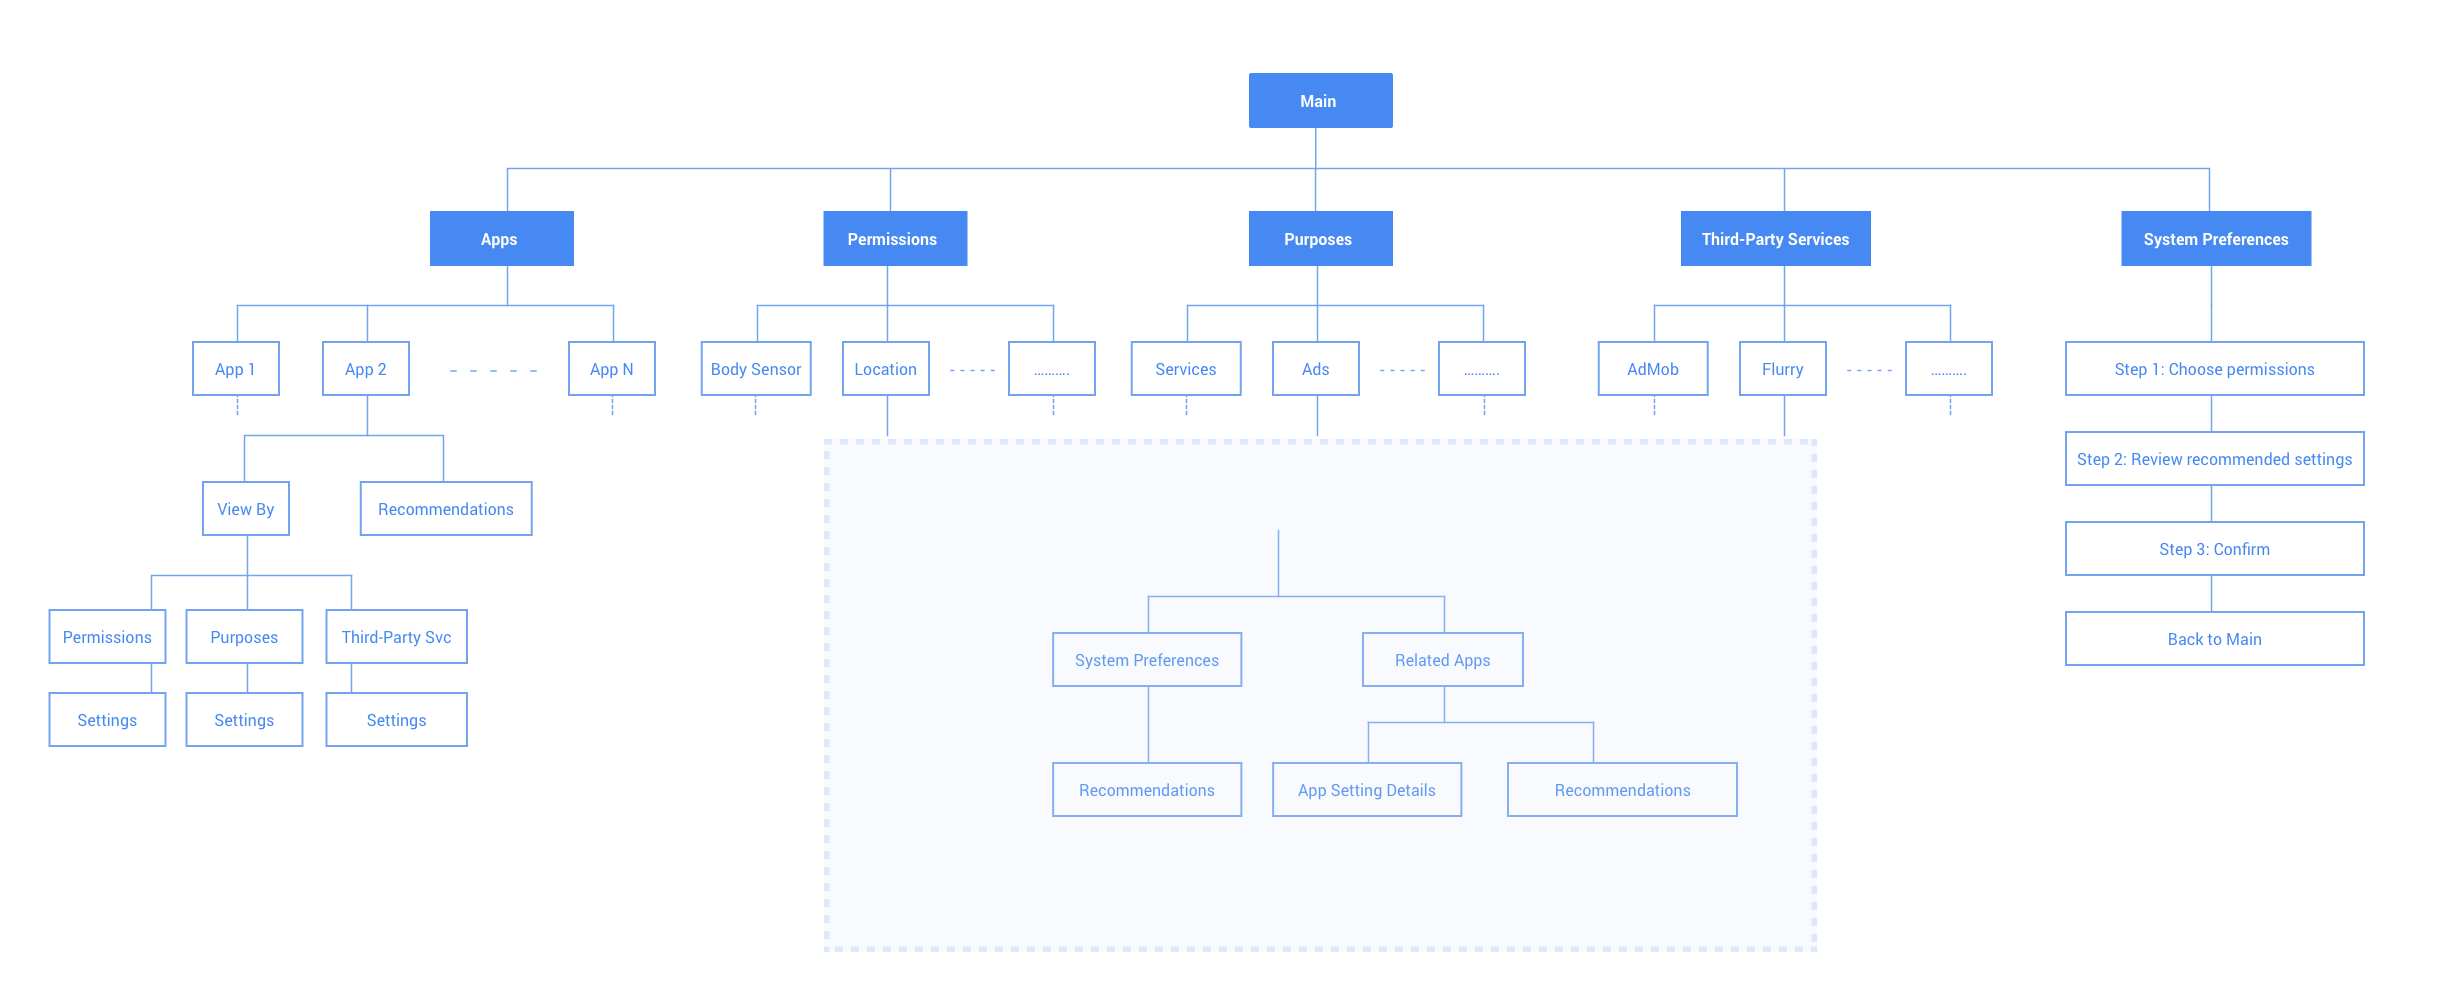 Main
Apps
Permissions
Purposes
Third-Party Services
System Preferences
App 1
App 2
App N
Body Sensor
Location
..........
Services
Ads
..........
AdMob
Flurry
..........
Step 1: Choose permissions
Step 2: Review recommended settings
View By
Recommendations
Step 3: Confirm
Permissions
Purposes
Third-Party Svc
Back to Main
System Preferences
Related Apps
Settings
Settings
Settings
Recommendations
App Setting Details
Recommendations